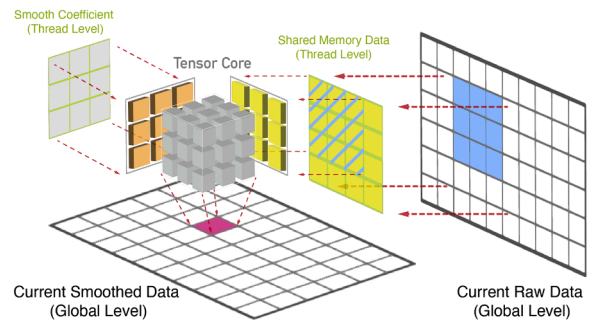 Smooth Coefficient
(Thread Level)
Tensor Core
Shared Memory Data
(Thread Level)
Current Smoothed Data
(Global Level)
Current Raw Data
(Global Level)